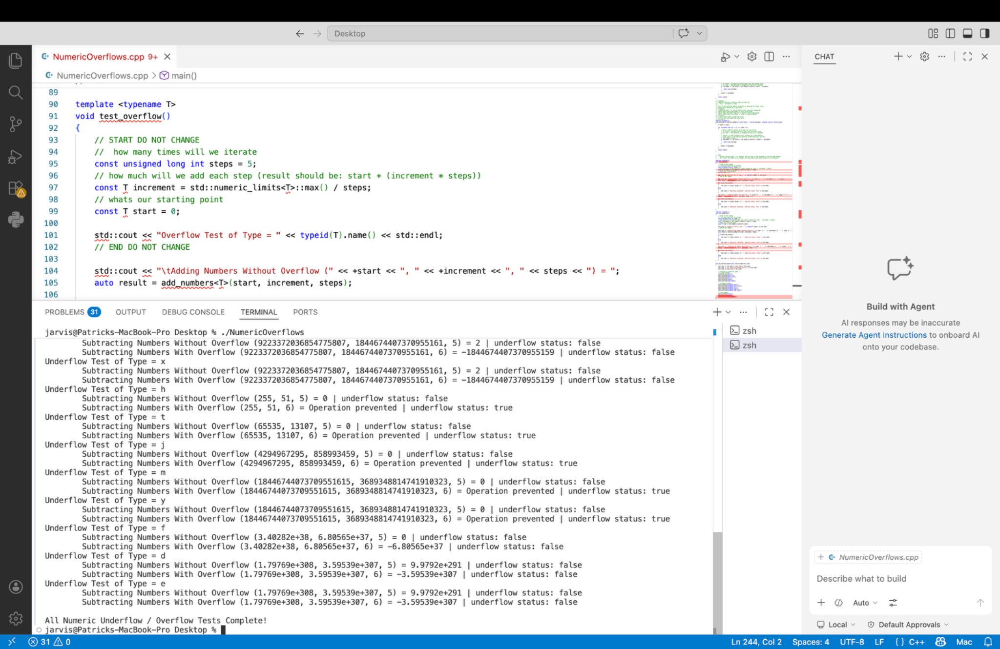 Desktop
NumericOverflows.cpp 9+
NumericOverflows.cpp > main()
CHAT
89
90 template <typename T>
91 void test_overflow()
92 {
93 // START DO NOT CHANGE
94 //  how many times will we iterate
95 const unsigned long int steps = 5;
96 // how much will we add each step (result should be: start + (increment * steps))
97 const T increment = std::numeric_limits<T>::max() / steps;
98 // whats our starting point
99 const T start = 0;
100
101 std::cout << "Overflow Test of Type = " << typeid(T).name() << std::endl;
102 // END DO NOT CHANGE
103
104 std::cout << "\tAdding Numbers Without Overflow (" << +start << ", " << +increment << ", " << steps << ") = ";
105 auto result = add_numbers<T>(start, increment, steps);
106
PROBLEMS 31 OUTPUT DEBUG CONSOLE TERMINAL PORTS
jarvis@Patricks-MacBook-Pro Desktop % ./NumericOverflows
Subtracting Numbers Without Overflow (9223372036854775807, 1844674407370955161, 5) = 2 | underflow status: false
Subtracting Numbers With Overflow (9223372036854775807, 1844674407370955161, 6) = -1844674407370955159 | underflow status: false
Underflow Test of Type = x
Subtracting Numbers Without Overflow (9223372036854775807, 1844674407370955161, 5) = 2 | underflow status: false
Subtracting Numbers With Overflow (9223372036854775807, 1844674407370955161, 6) = -1844674407370955159 | underflow status: false
Underflow Test of Type = h
Subtracting Numbers Without Overflow (255, 51, 5) = 0 | underflow status: false
Subtracting Numbers With Overflow (255, 51, 6) = Operation prevented | underflow status: true
Underflow Test of Type = t
Subtracting Numbers Without Overflow (65535, 13107, 5) = 0 | underflow status: false
Subtracting Numbers With Overflow (65535, 13107, 6) = Operation prevented | underflow status: true
Underflow Test of Type = j
Subtracting Numbers Without Overflow (4294967295, 858993459, 5) = 0 | underflow status: false
Subtracting Numbers With Overflow (4294967295, 858993459, 6) = Operation prevented | underflow status: true
Underflow Test of Type = m
Subtracting Numbers Without Overflow (18446744073709551615, 3689348814741910323, 5) = 0 | underflow status: false
Subtracting Numbers With Overflow (18446744073709551615, 3689348814741910323, 6) = Operation prevented | underflow status: true
Underflow Test of Type = y
Subtracting Numbers Without Overflow (18446744073709551615, 3689348814741910323, 5) = 0 | underflow status: false
Subtracting Numbers With Overflow (18446744073709551615, 3689348814741910323, 6) = Operation prevented | underflow status: true
Underflow Test of Type = f
Subtracting Numbers Without Overflow (3.40282e+38, 6.80565e+37, 5) = 0 | underflow status: false
Subtracting Numbers With Overflow (3.40282e+38, 6.80565e+37, 6) = -6.80565e+37 | underflow status: false
Underflow Test of Type = d
Subtracting Numbers Without Overflow (1.79769e+308, 3.59539e+307, 5) = 9.9792e+291 | underflow status: false
Subtracting Numbers With Overflow (1.79769e+308, 3.59539e+307, 6) = -3.59539e+307 | underflow status: false
Underflow Test of Type = e
Subtracting Numbers Without Overflow (1.79769e+308, 3.59539e+307, 5) = 9.9792e+291 | underflow status: false
Subtracting Numbers With Overflow (1.79769e+308, 3.59539e+307, 6) = -3.59539e+307 | underflow status: false
All Numeric Underflow / Overflow Tests Complete!
jarvis@Patricks-MacBook-Pro Desktop %
zsh
zsh
Build with Agent
AI responses may be inaccurate
Generate Agent Instructions to onboard AI
onto your codebase.
NumericOverflows.cpp
Describe what to build
Auto
Local Default Approvals
31 0 Ln 244, Col 2 Spaces: 4 UTF-8 LF {} C++ Mac